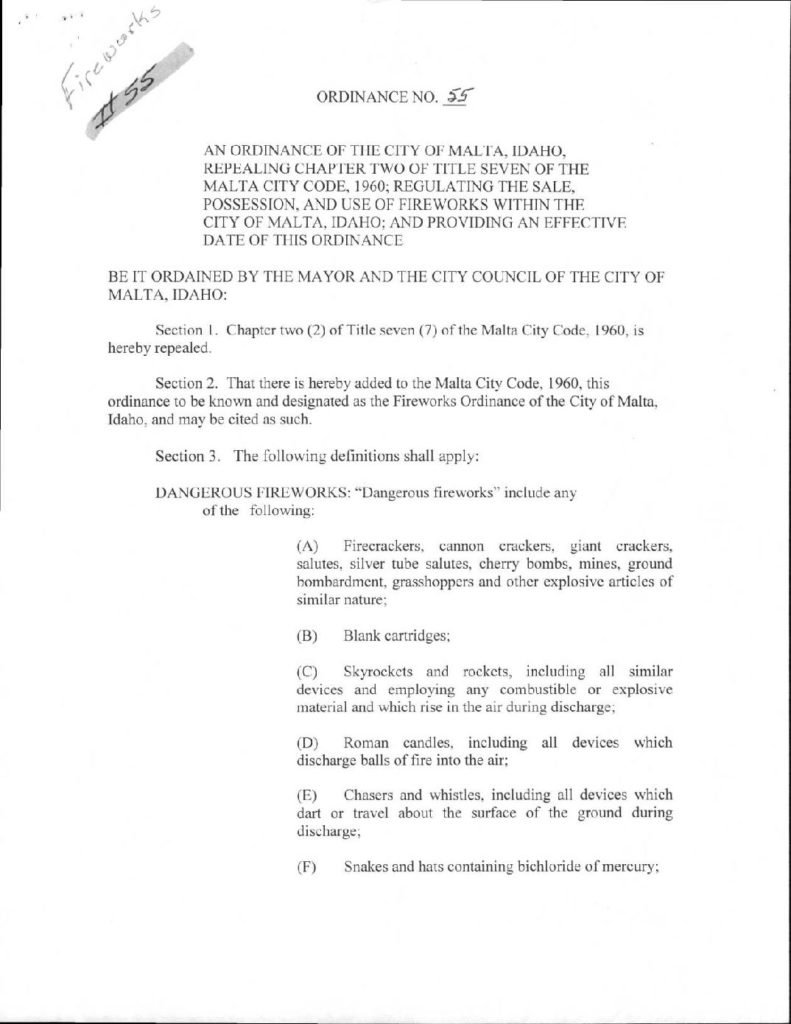 Fireworks
#55
ORDINANCE NO. 55
AN ORDINANCE OF THE CITY OF MALTA, IDAHO,
REPEALING CHAPTER TWO OF TITLE SEVEN OF THE
MALTA CITY CODE, 1960; REGULATING THE SALE,
POSSESSION, AND USE OF FIREWORKS WITHIN THE
CITY OF MALTA, IDAHO; AND PROVIDING AN EFFECTIVE
DATE OF THIS ORDINANCE
BE IT ORDAINED BY THE MAYOR AND THE CITY COUNCIL OF THE CITY OF
MALTA, IDAHO:
Section 1. Chapter two (2) of Title seven (7) of the Malta City Code, 1960, is
hereby repealed.
Section 2. That there is hereby added to the Malta City Code, 1960, this
ordinance to be known and designated as the Fireworks Ordinance of the City of Malta,
Idaho, and may be cited as such.
Section 3. The following definitions shall apply:
DANGEROUS FIREWORKS: “Dangerous fireworks” include any
of the following:
(A) Firecrackers, cannon crackers, giant crackers,
salutes, silver tube salutes, cherry bombs, mines, ground
bombardment, grasshoppers and other explosive articles of
similar nature;
(B) Blank cartridges;
(C) Skyrockets and rockets, including all similar
devices and employing any combustible or explosive
material and which rise in the air during discharge;
(D) Roman candles, including all devices which
discharge balls of fire into the air;
(E) Chasers and whistles, including all devices which
dart or travel about the surface of the ground during
discharge;
(F) Snakes and hats containing bichloride of mercury;